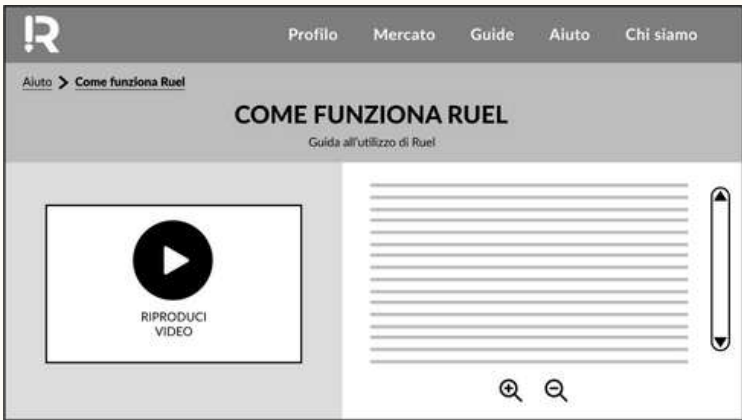 R
Profilo Mercato Guide Aiuto Chi siamo
Aiuto > Come funziona Ruel
COME FUNZIONA RUEL
Guida all'utilizzo di Ruel
RIPRODUCI
VIDEO